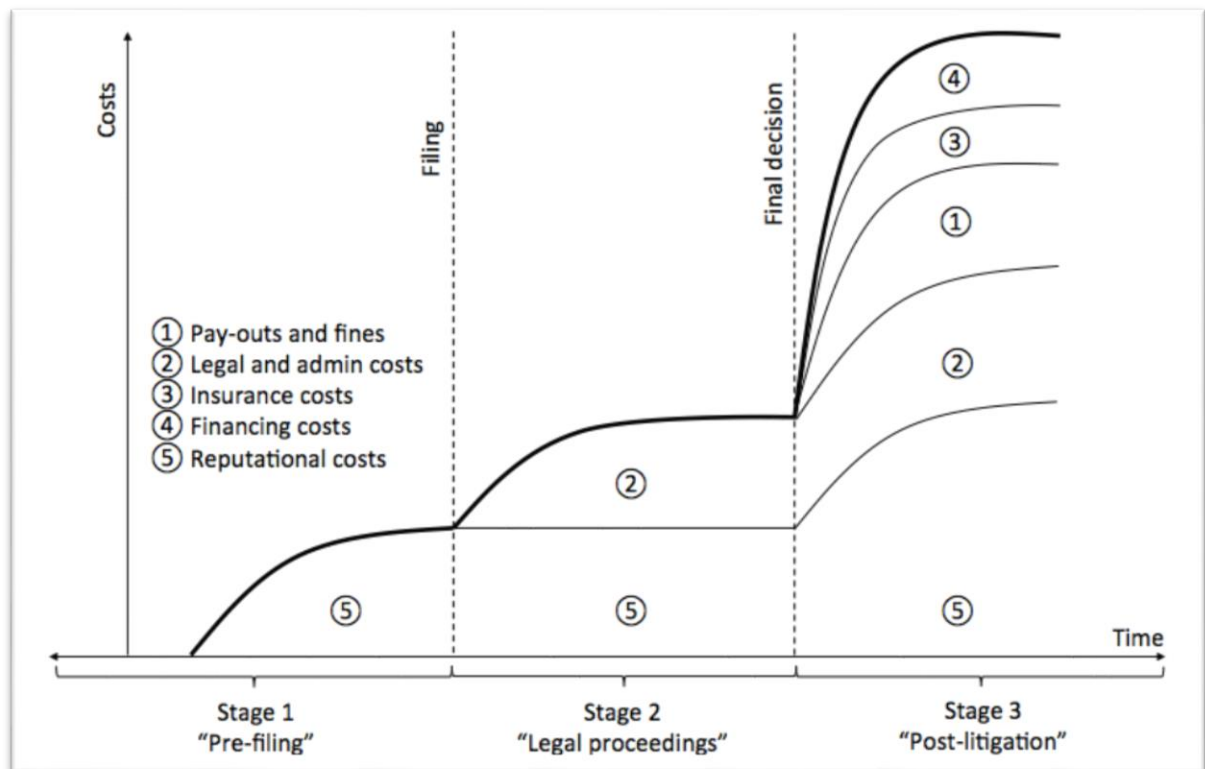 Costs
Filing
Final decision
④
③
①
②
① Pay-outs and fines
② Legal and admin costs
③ Insurance costs
④ Financing costs
⑤ Reputational costs
②
⑤
⑤
⑤
Time
Stage 1
"Pre-filing"
Stage 2
"Legal proceedings"
Stage 3
"Post-litigation"